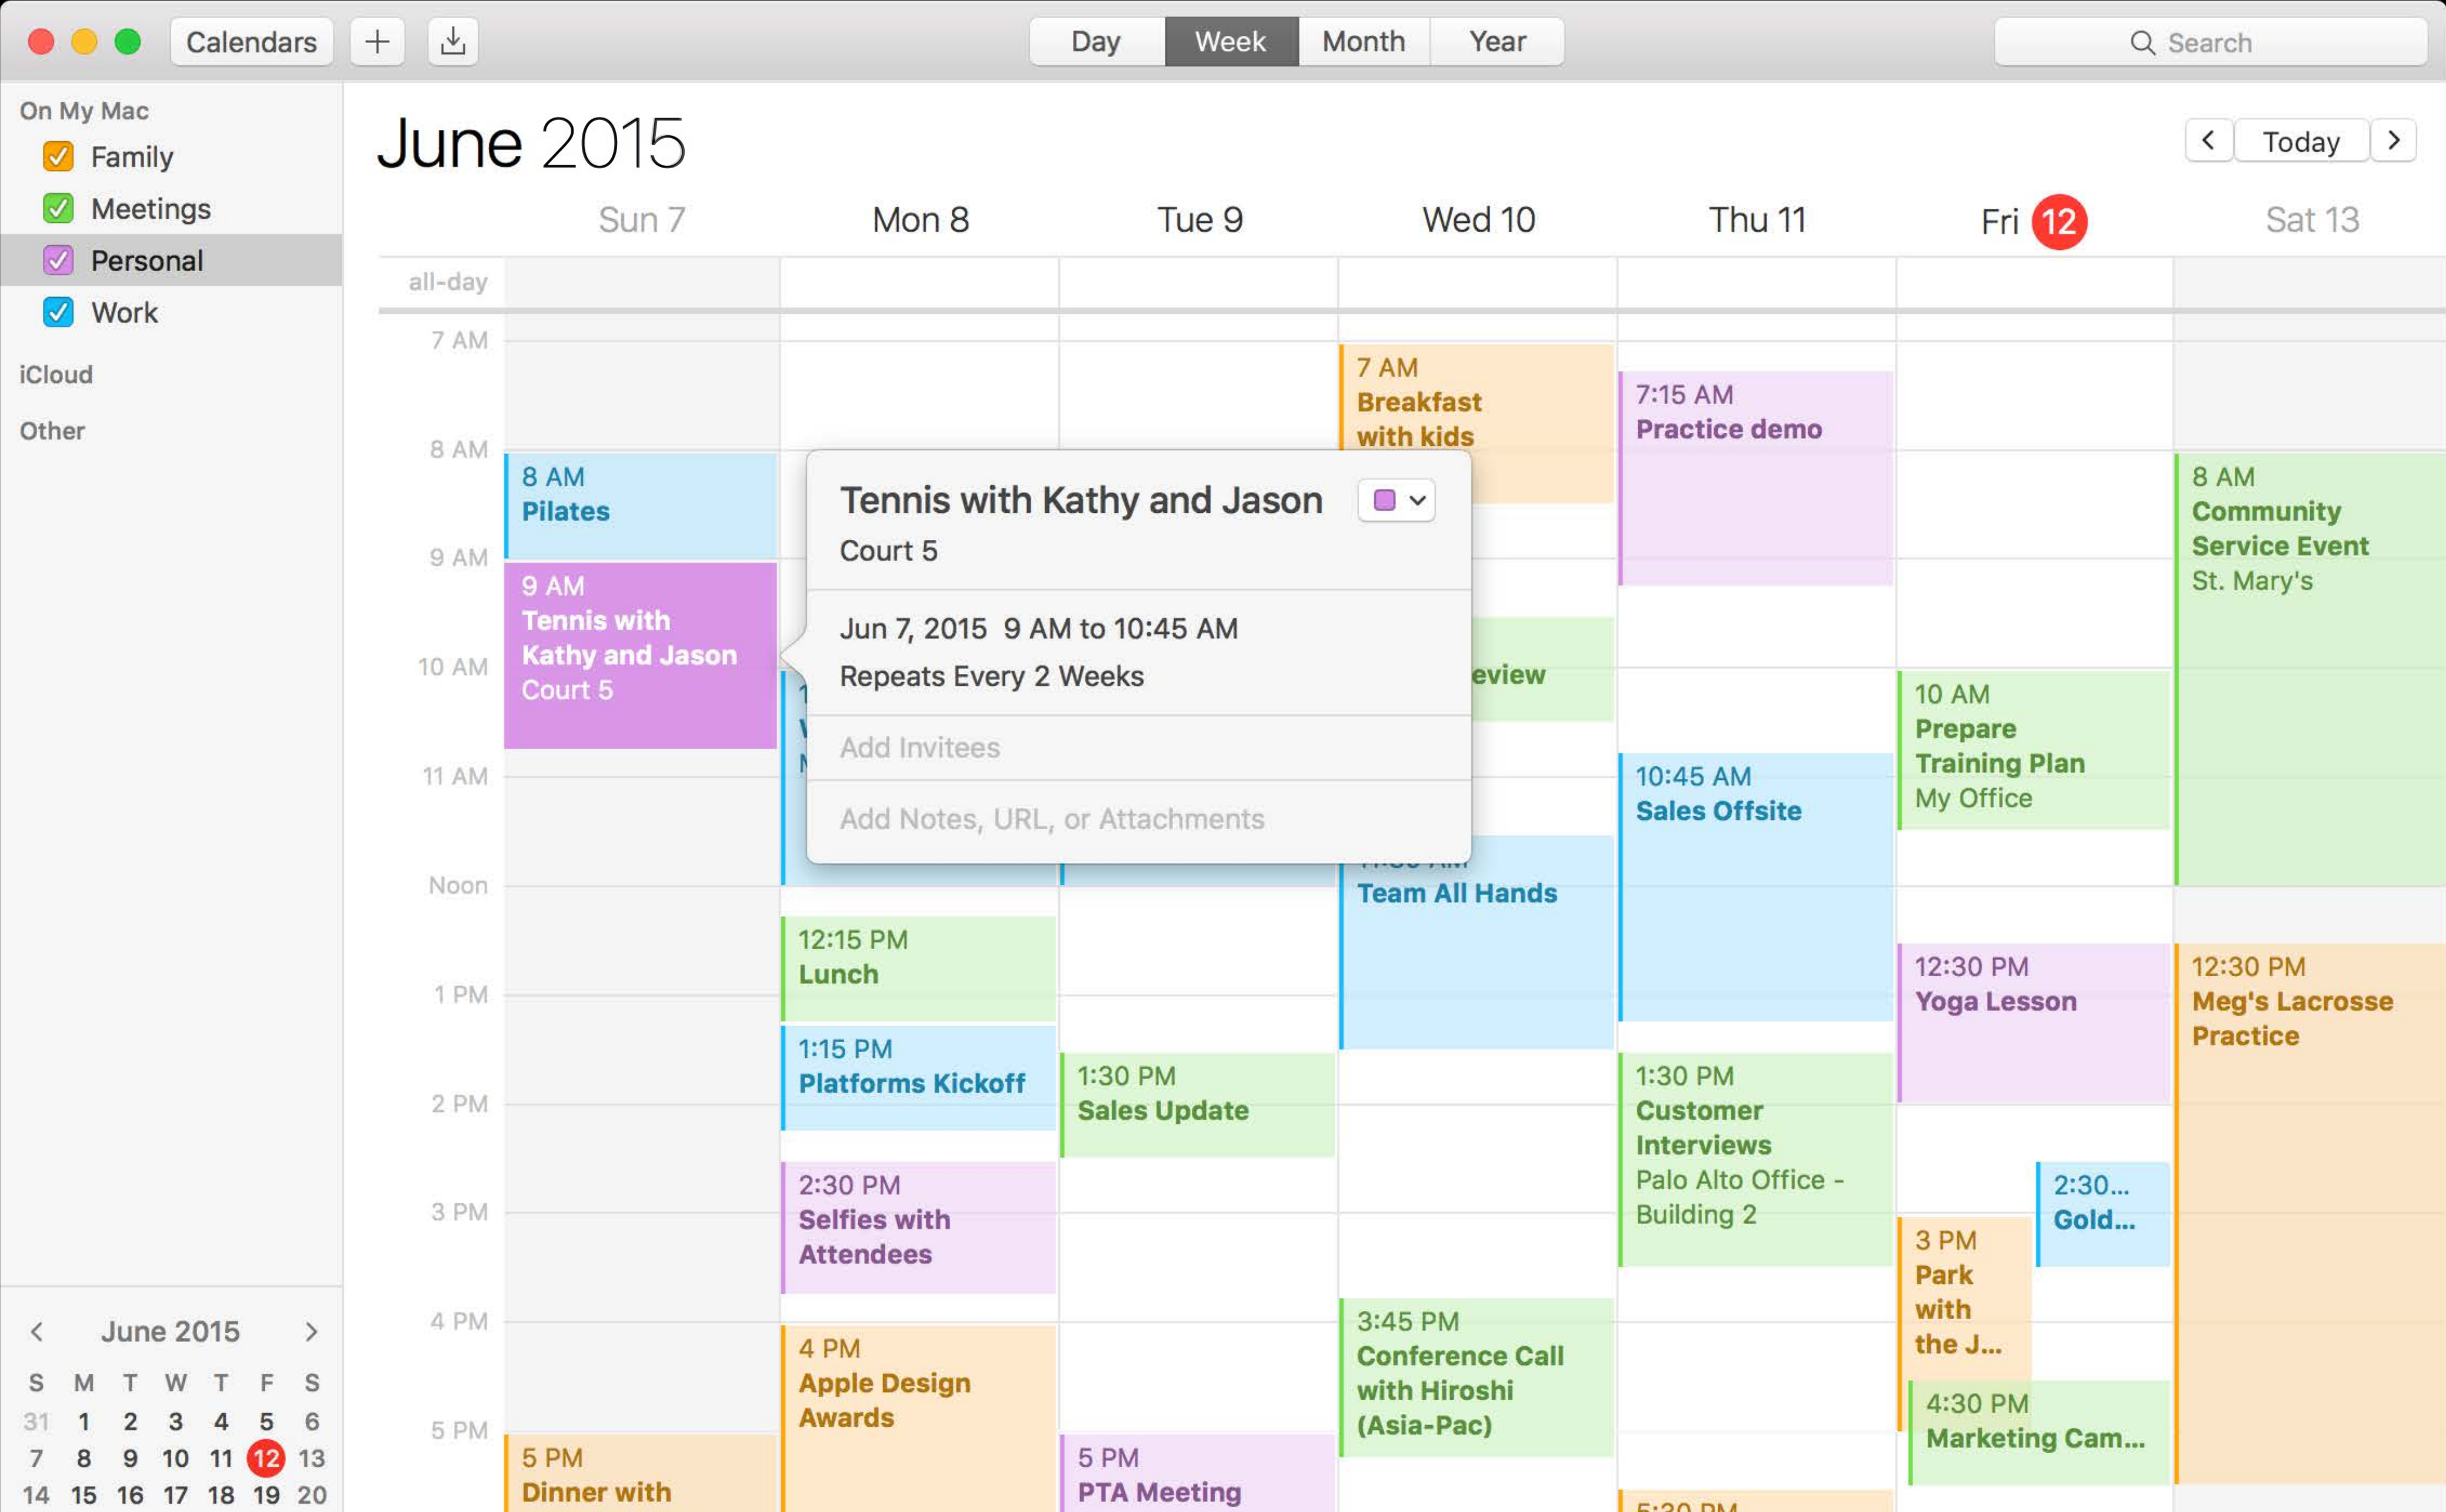 Calendars
Day Week Month Year
Search
On My Mac
Family
Meetings
Personal
Work
iCloud
Other
June 2015
Today
Sun 7 Mon 8 Tue 9 Wed 10 Thu 11 Fri 12 Sat 13
all-day
7 AM
8 AM
9 AM
10 AM
11 AM
Noon
1 PM
2 PM
3 PM
4 PM
5 PM
8 AM
Pilates
9 AM
Tennis with
Kathy and Jason
Court 5
5 PM
Dinner with
Tennis with Kathy and Jason
Court 5
Jun 7, 2015 9 AM to 10:45 AM
Repeats Every 2 Weeks
Add Invitees
Add Notes, URL, or Attachments
12:15 PM
Lunch
1:15 PM
Platforms Kickoff
2:30 PM
Selfies with
Attendees
4 PM
Apple Design
Awards
1:30 PM
Sales Update
5 PM
PTA Meeting
7 AM
Breakfast
with kids
eview
Team All Hands
3:45 PM
Conference Call
with Hiroshi
(Asia-Pac)
7:15 AM
Practice demo
10:45 AM
Sales Offsite
1:30 PM
Customer
Interviews
Palo Alto Office -
Building 2
5:30 PM
10 AM
Prepare
Training Plan
My Office
12:30 PM
Yoga Lesson
2:30...
Gold...
3 PM
Park
with
the J...
4:30 PM
Marketing Cam...
8 AM
Community
Service Event
St. Mary's
12:30 PM
Meg's Lacrosse
Practice
June 2015
S M T W T F S
31 1 2 3 4 5 6
7 8 9 10 11 12 13
14 15 16 17 18 19 20